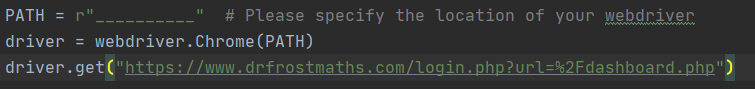 PATH = r"__________"  # Please specify the location of your webdriver
driver = webdriver.Chrome(PATH)
driver.get("https://www.drfrostmaths.com/login.php?url=%2Fdashboard.php")